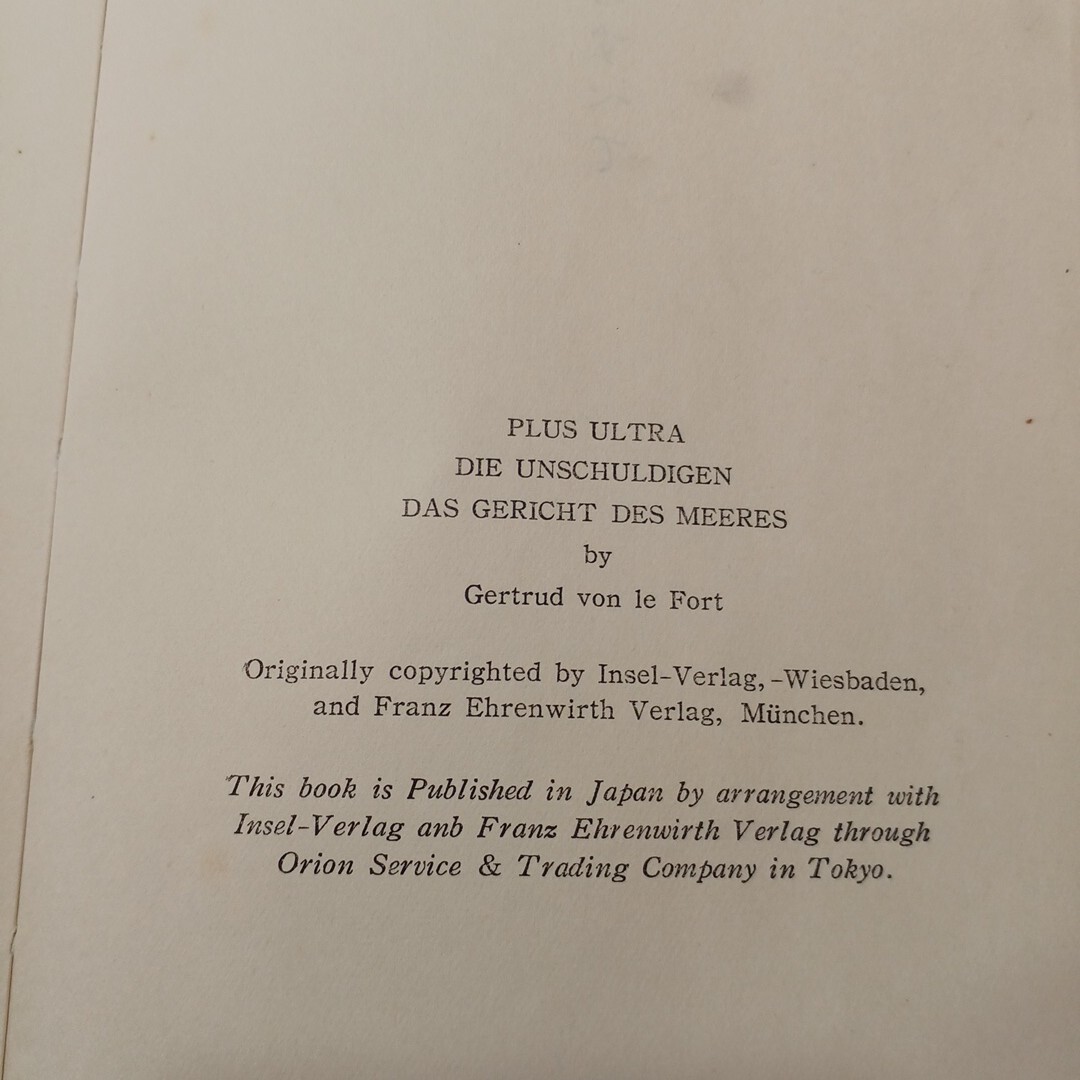 PLUS ULTRA
DIE UNSCHULDIGEN
DAS GERICHT DES MEERES
by
Gertrud von le Fort
Originally copyrighted by Insel-Verlag,-Wiesbaden,
and Franz Ehrenwirth Verlag, München.
This book is Published in Japan by arrangement with
Insel-Verlag anb Franz Ehrenwirth Verlag through
Orion Service & Trading Company in Tokyo.